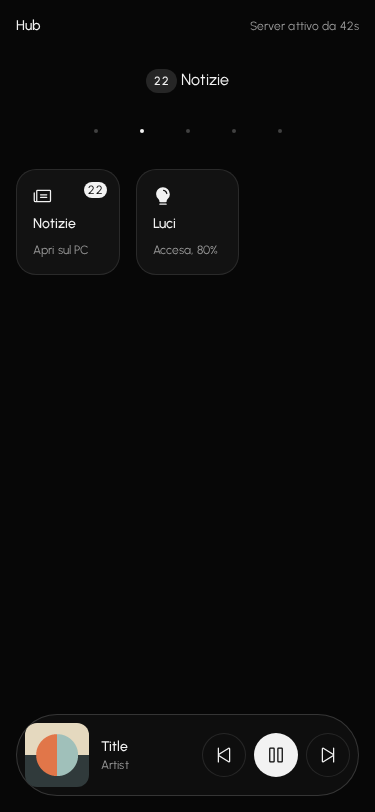 Hub
Server attivo da 42s
22 Notizie
22
Notizie
Apri sul PC
Luci
Accesa, 80%
Title
Artist